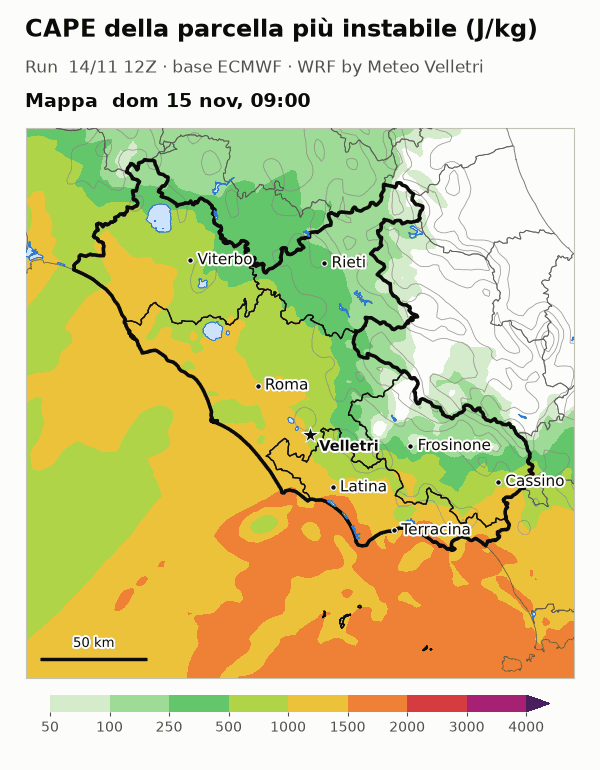 CAPE della parcella più instabile (J/kg)
Run 14/11 12Z · base ECMWF · WRF by Meteo Velletri
Mappa dom 15 nov, 09:00
Viterbo
Rieti
Roma
Velletri
Frosinone
Latina
Cassino
Terracina
50 km
50 100 250 500 1000 1500 2000 3000 4000